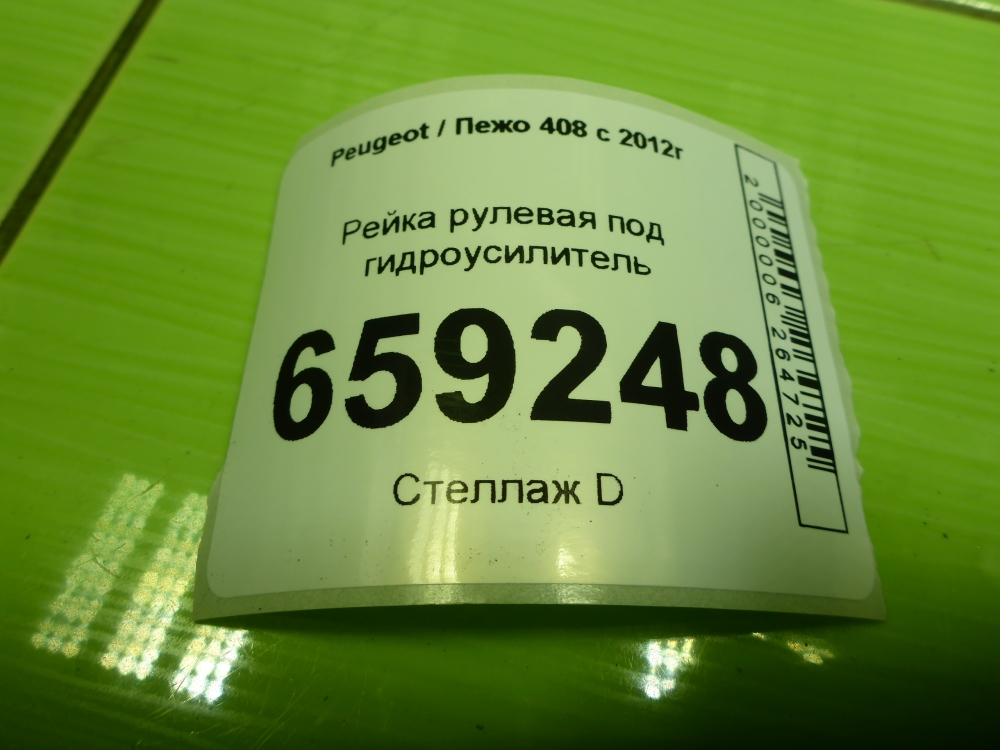 Peugeot / Пежо 408 с 2012г
Рейка рулевая под
гидроусилитель
659248
Стеллаж D
2000006264725